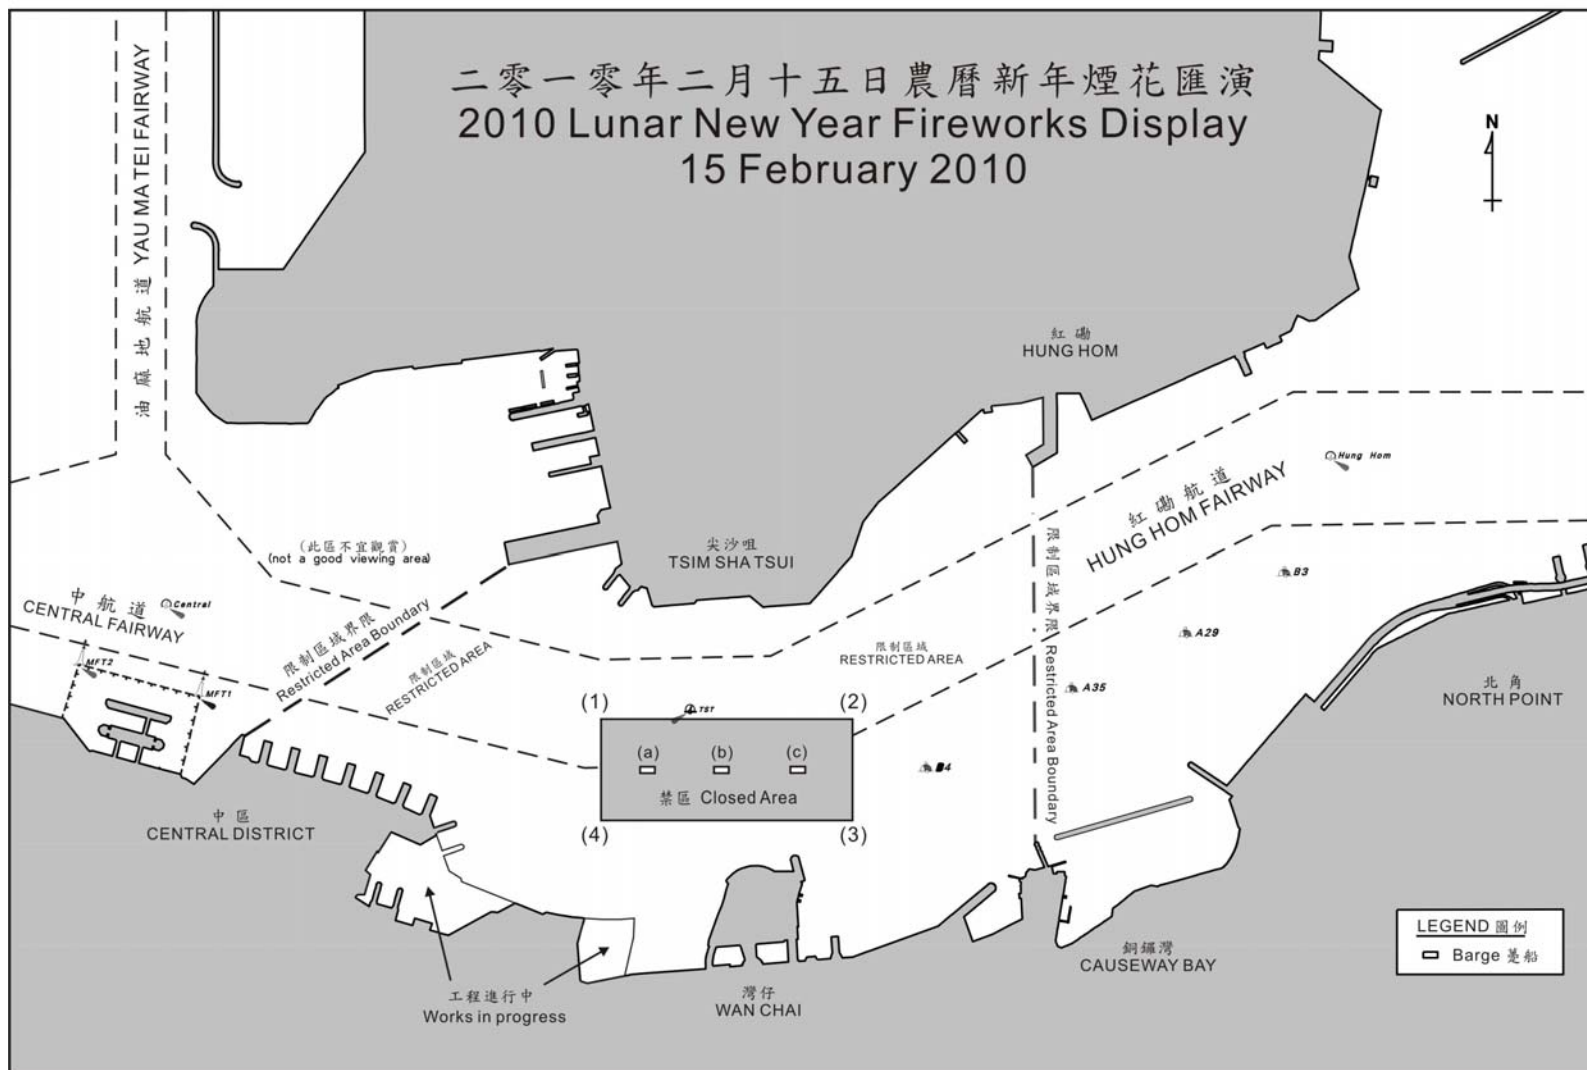 二零一零年二月十五日農曆新年煙花匯演
2010 Lunar New Year Fireworks Display
15 February 2010
N
油麻地航道 YAU MA TEI FAIRWAY
紅磡
HUNG HOM
Hung Hom
紅磡航道
HUNG HOM FAIRWAY
(此區不宜觀賞)
(not a good viewing area)
尖沙咀
TSIM SHA TSUI
B3
中航道
CENTRAL FAIRWAY
Central
限制區域界限
Restricted Area Boundary
限制區域
RESTRICTED AREA
限制區域
RESTRICTED AREA
限制區域界限 Restricted Area Boundary
A29
A35
北角
NORTH POINT
MFT2
MFT1
(1)
(2)
TST
(a)
(b)
(c)
B4
禁區 Closed Area
(4)
(3)
中區
CENTRAL DISTRICT
銅鑼灣
CAUSEWAY BAY
灣仔
WAN CHAI
工程進行中
Works in progress
LEGEND 圖例
Barge 躉船